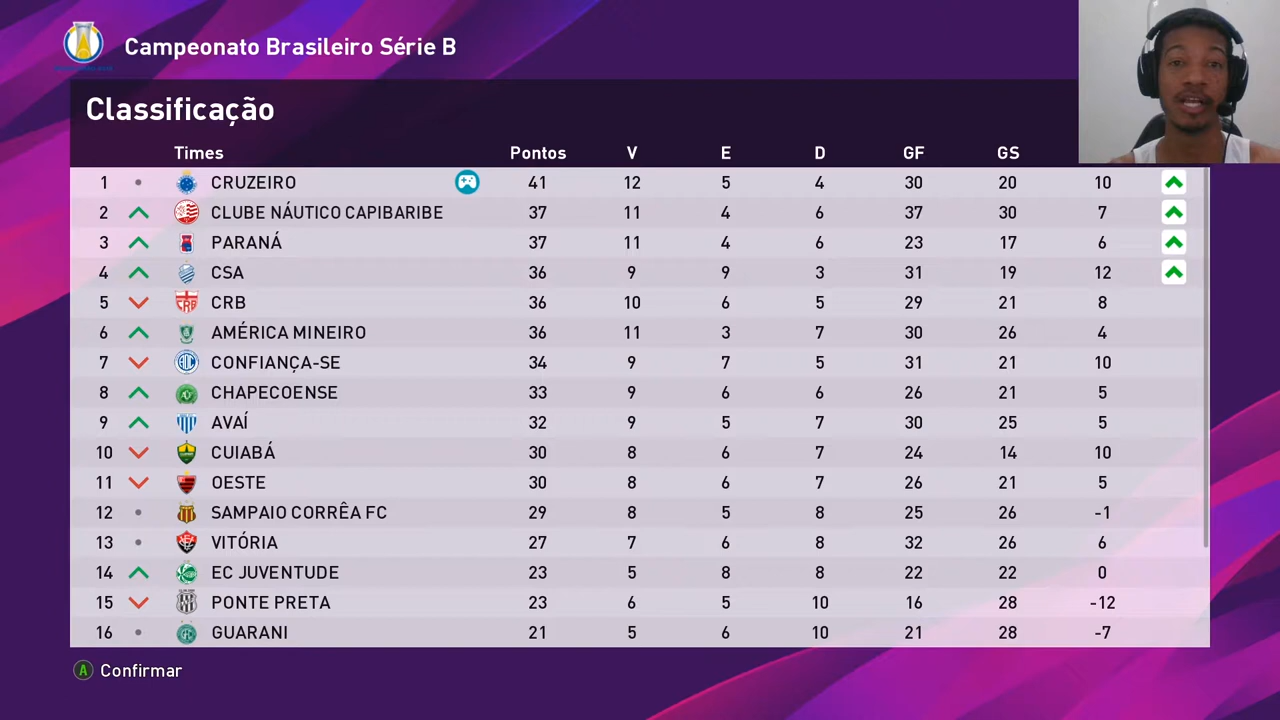 Campeonato Brasileiro Série B
Classificação
Times Pontos V E D GF GS
1 CRUZEIRO 41 12 5 4 30 20 10
2 CLUBE NÁUTICO CAPIBARIBE 37 11 4 6 37 30 7
3 PARANÁ 37 11 4 6 23 17 6
4 CSA 36 9 9 3 31 19 12
5 CRB 36 10 6 5 29 21 8
6 AMÉRICA MINEIRO 36 11 3 7 30 26 4
7 CONFIANÇA-SE 34 9 7 5 31 21 10
8 CHAPECOENSE 33 9 6 6 26 21 5
9 AVAÍ 32 9 5 7 30 25 5
10 CUIABÁ 30 8 6 7 24 14 10
11 OESTE 30 8 6 7 26 21 5
12 SAMPAIO CORRÊA FC 29 8 5 8 25 26 -1
13 VITÓRIA 27 7 6 8 32 26 6
14 EC JUVENTUDE 23 5 8 8 22 22 0
15 PONTE PRETA 23 6 5 10 16 28 -12
16 GUARANI 21 5 6 10 21 28 -7
A Confirmar